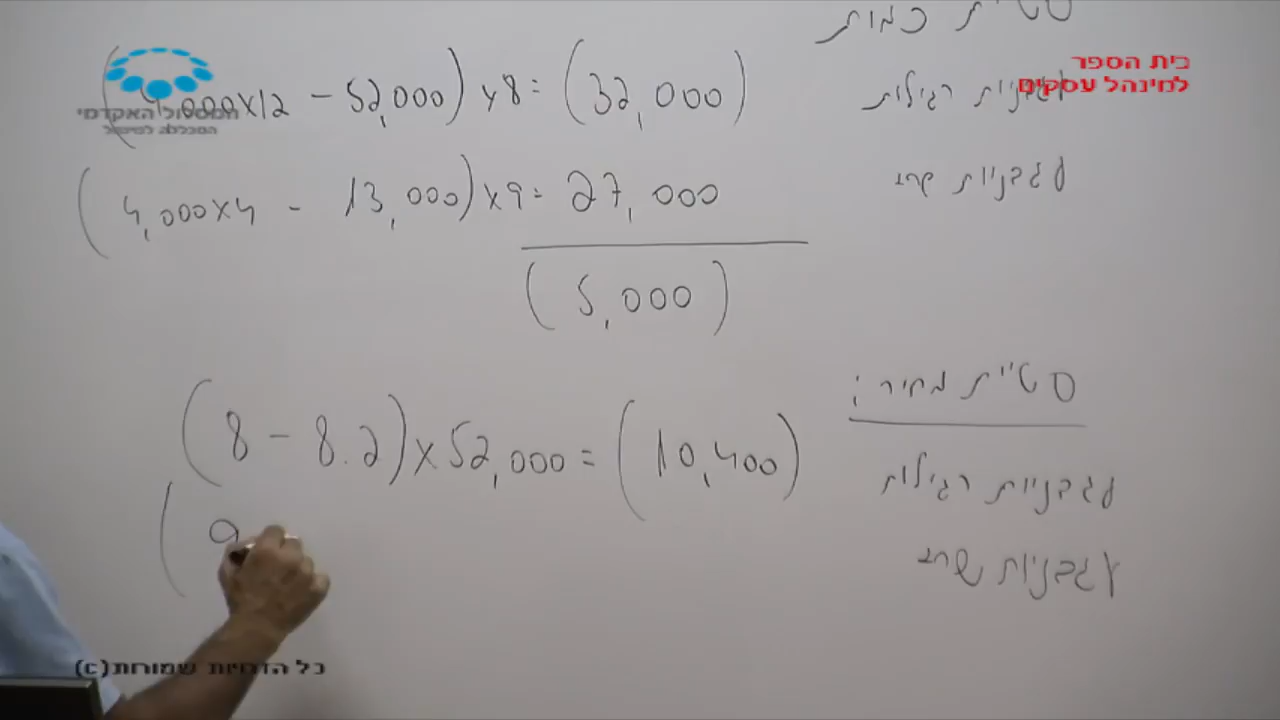 סטיית כמות
בית הספר
למינהל עסקים
המסלול האקדמי
המכללה למינהל
עגבניות רגילות (4,000x12 - 52,000) x8= (32,000)
עגבניות שרי (4,000x4 - 13,000) x9= 27,000
(5,000)
סטיית מחיר:
עגבניות רגילות (8 - 8.2) x 52,000 = (10,400)
עגבניות שרי (9
כל הזכויות שמורות(c)